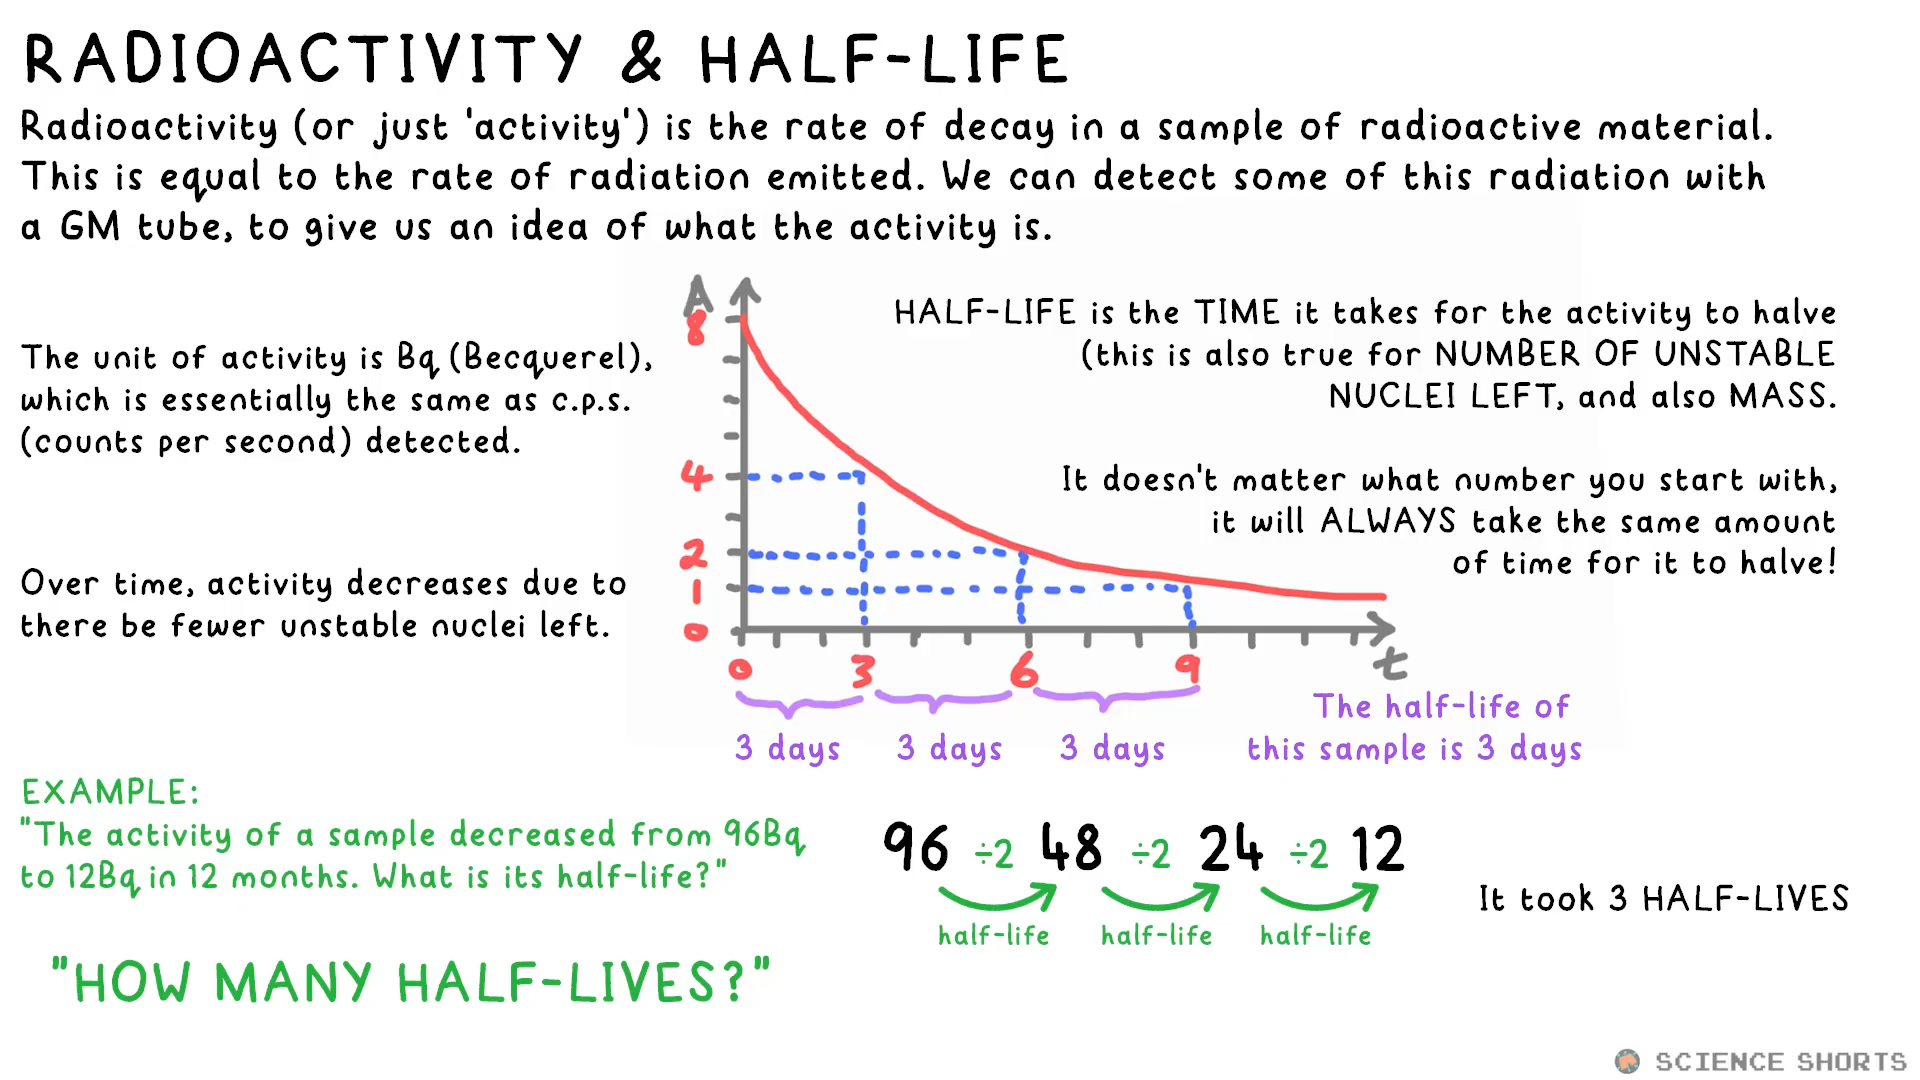 RADIOACTIVITY & HALF-LIFE
Radioactivity (or just 'activity') is the rate of decay in a sample of radioactive material.
This is equal to the rate of radiation emitted. We can detect some of this radiation with
a GM tube, to give us an idea of what the activity is.
The unit of activity is Bq (Becquerel),
which is essentially the same as c.p.s.
(counts per second) detected.
Over time, activity decreases due to
there be fewer unstable nuclei left.
A
8
4
2
1
0
0 3 6 9
t
3 days 3 days 3 days
HALF-LIFE is the TIME it takes for the activity to halve
(this is also true for NUMBER OF UNSTABLE
NUCLEI LEFT, and also MASS.
It doesn't matter what number you start with,
it will ALWAYS take the same amount
of time for it to halve!
The half-life of
this sample is 3 days
EXAMPLE:
"The activity of a sample decreased from 96Bq
to 12Bq in 12 months. What is its half-life?"
"HOW MANY HALF-LIVES?"
96 ÷2 48 ÷2 24 ÷2 12
half-life half-life half-life
It took 3 HALF-LIVES
SCIENCE SHORTS